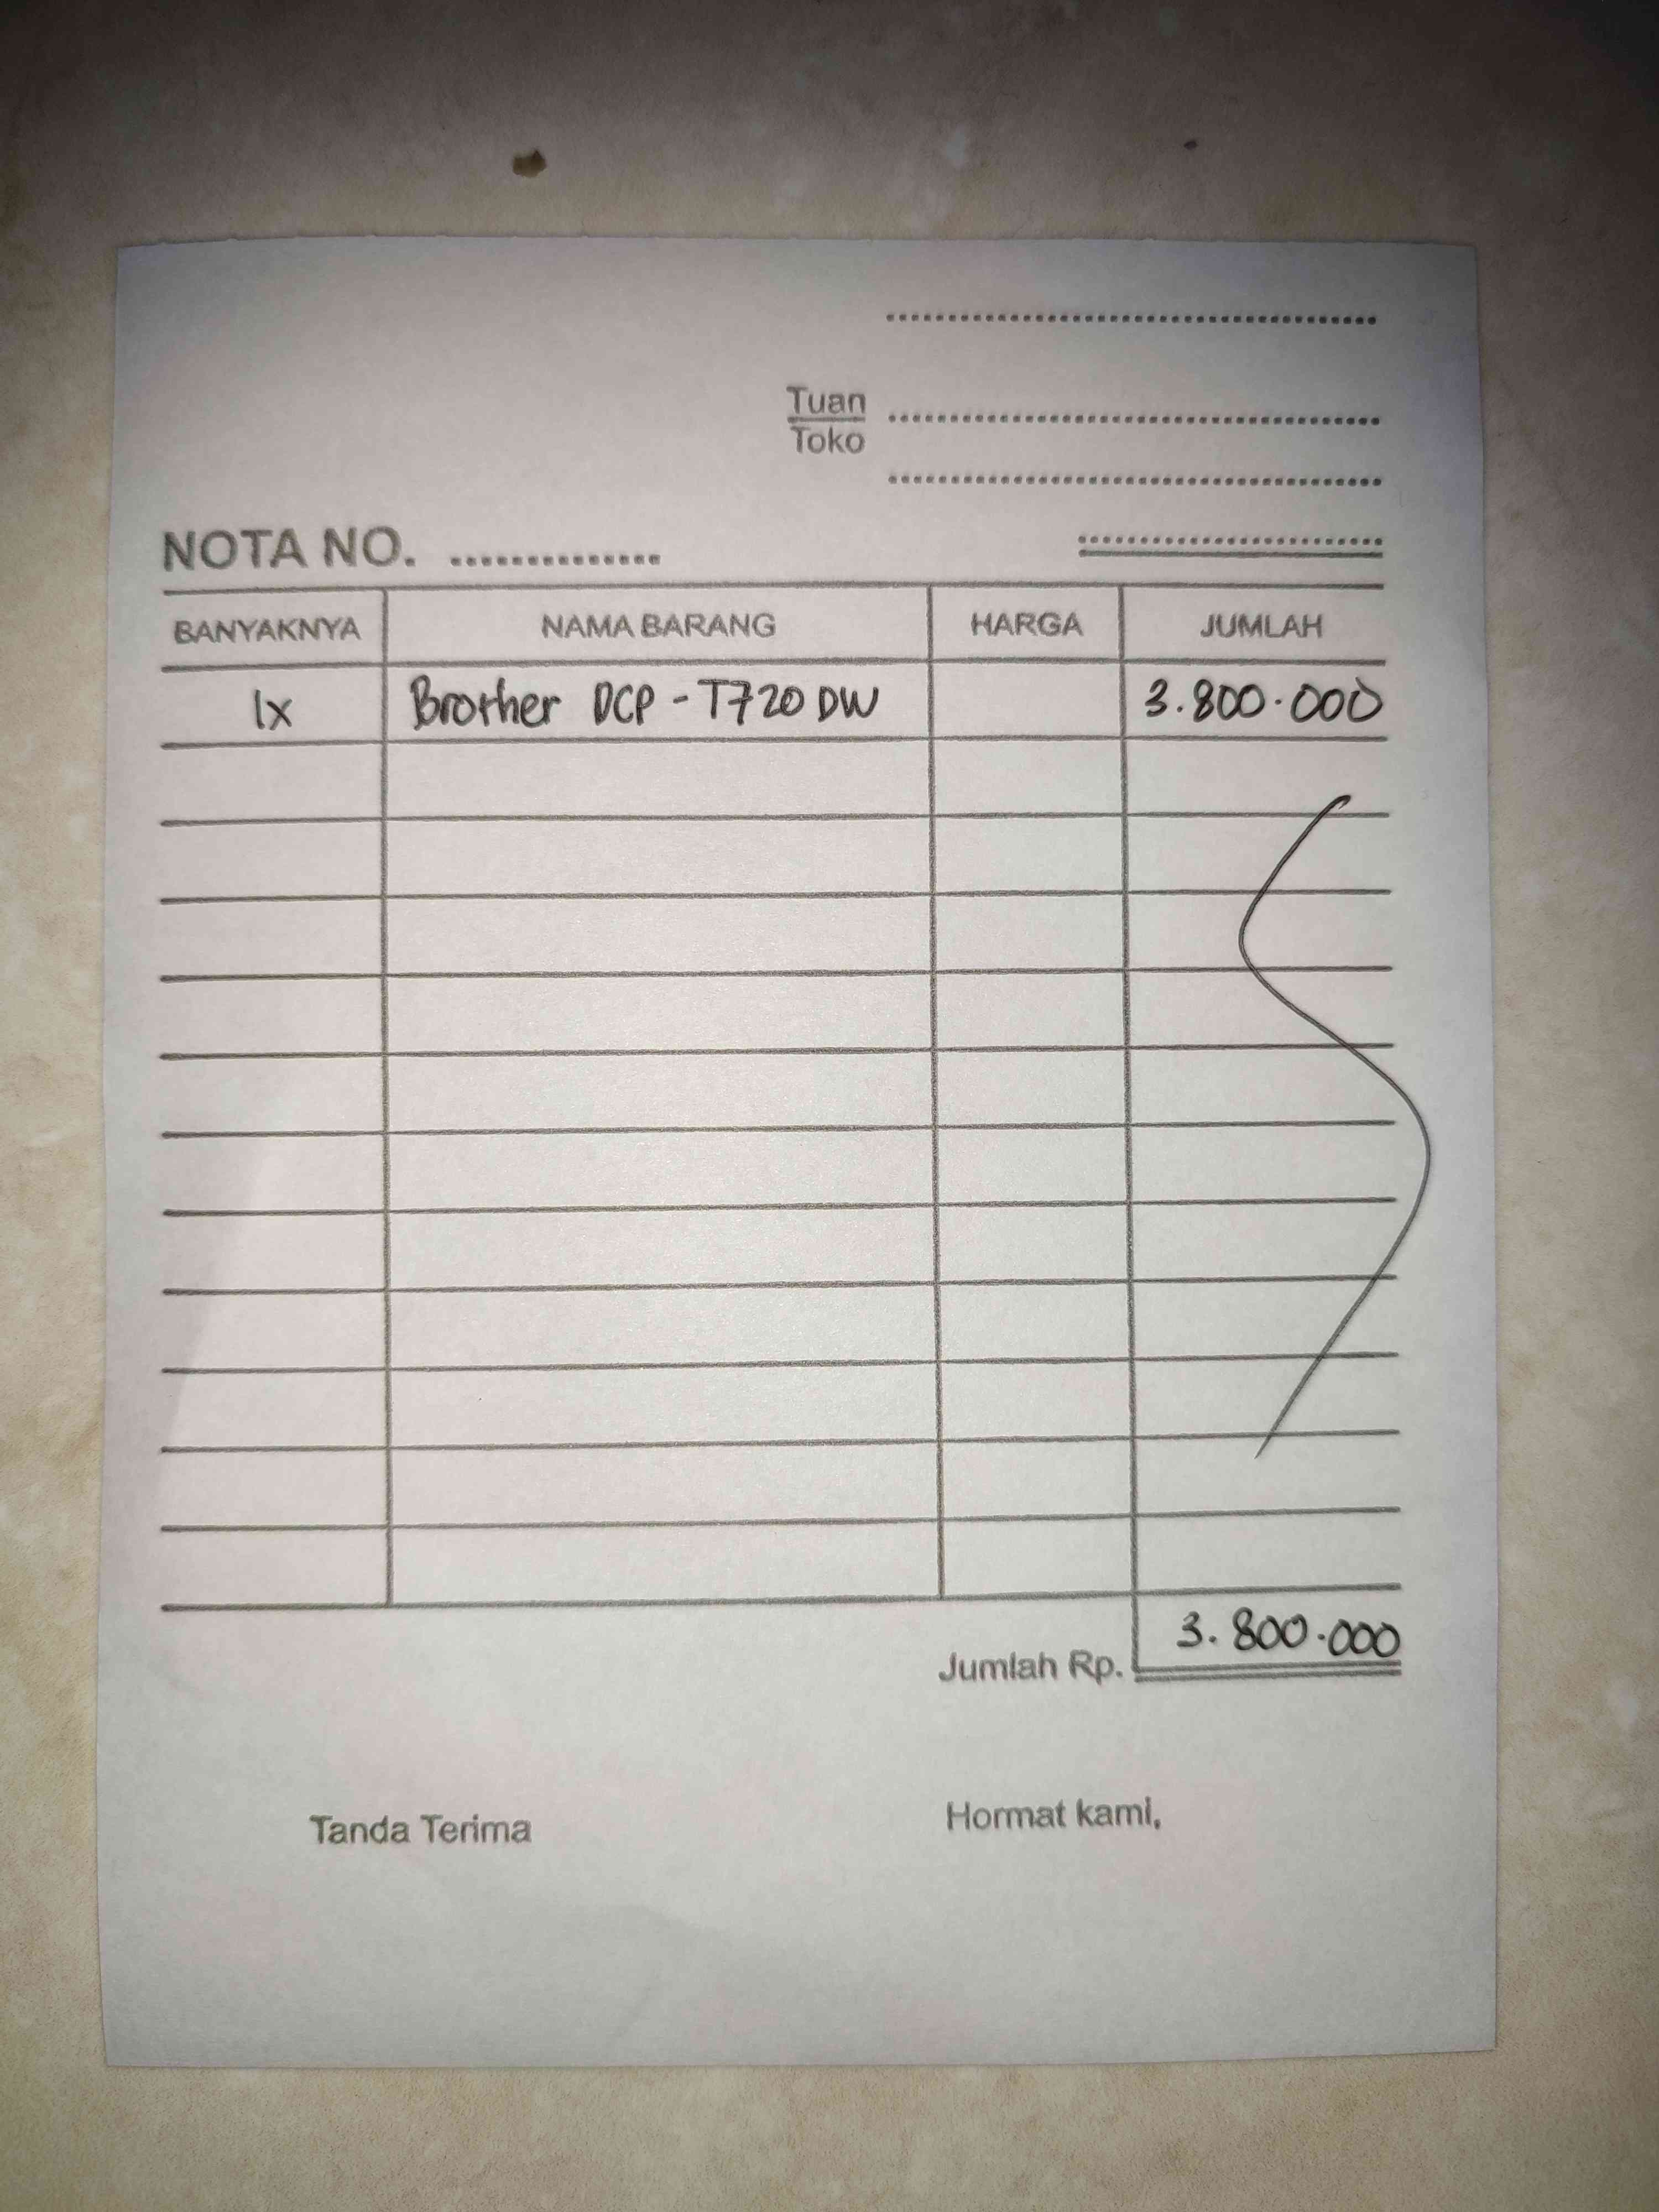 Tuan
Toko
NOTA NO.
BANYAKNYA NAMA BARANG HARGA JUMLAH
1x Brother DCP - T720 DW 3.800.000
Jumlah Rp. 3.800.000
Tanda Terima Hormat kami,